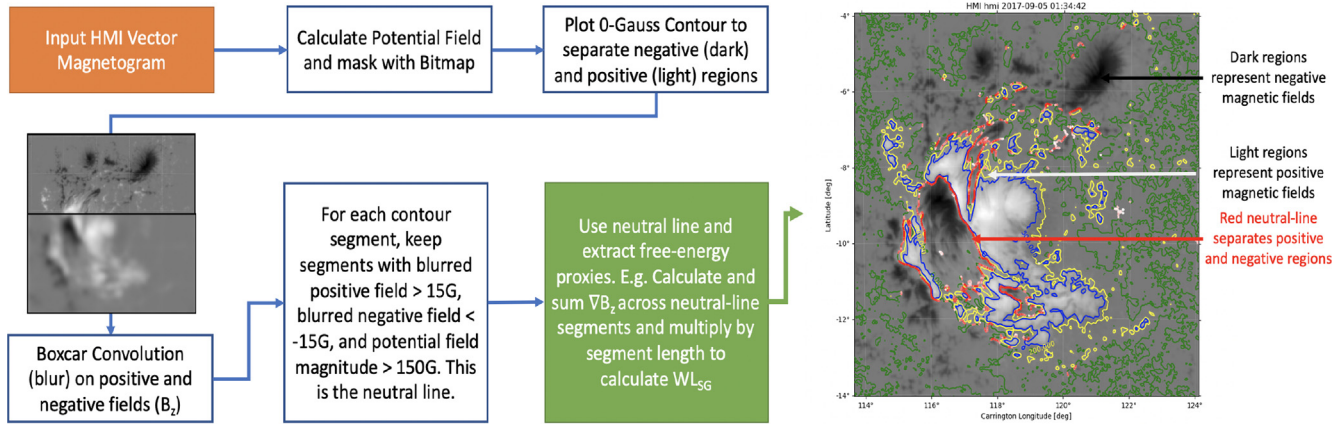 Input HMI Vector
Magnetogram
Calculate Potential Field
and mask with Bitmap
Plot 0-Gauss Contour to
separate negative (dark)
and positive (light) regions
Boxcar Convolution
(blur) on positive and
negative fields (Bz)
For each contour
segment, keep
segments with blurred
positive field > 15G,
blurred negative field <
-15G, and potential field
magnitude > 150G. This
is the neutral line.
Use neutral line and
extract free-energy
proxies. E.g. Calculate and
sum ∇Bz across neutral-line
segments and multiply by
segment length to
calculate WLSG
HMI hmi 2017-09-05 01:34:42
-4°
-6°
-8°
-10°
-12°
-14°
Latitude [deg]
114°
116°
118°
120°
122°
124°
Carrington Longitude [deg]
Dark regions
represent negative
magnetic fields
Light regions
represent positive
magnetic fields
Red neutral-line
separates positive
and negative regions